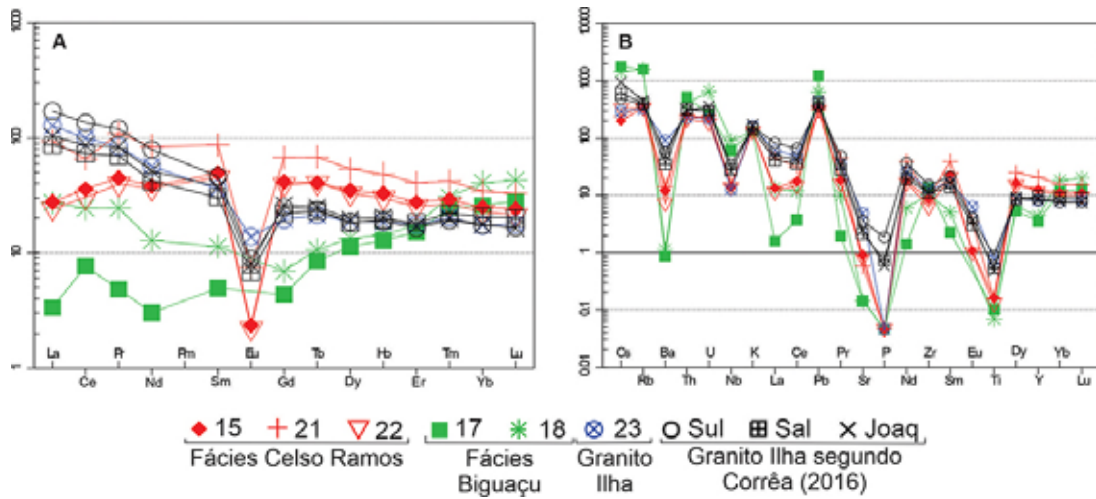 A
1000
100
10
1
La Pr Pm Sm Eu Gd Tb Ho Tm Lu
Ce Nd Dy Er Yb
B
10000
1000
100
10
1
0,1
0,01
Cs Ba Th U Nb K La Ce Pb Pr Sr P Nd Zr Sm Eu Ti Dy Y Yb Lu
Rb
15 21 22 17 18 23 Sul Sal Joaq
Fácies Celso Ramos
Fácies
Biguaçu
Granito
Ilha
Granito Ilha segundo
Corrêa (2016)